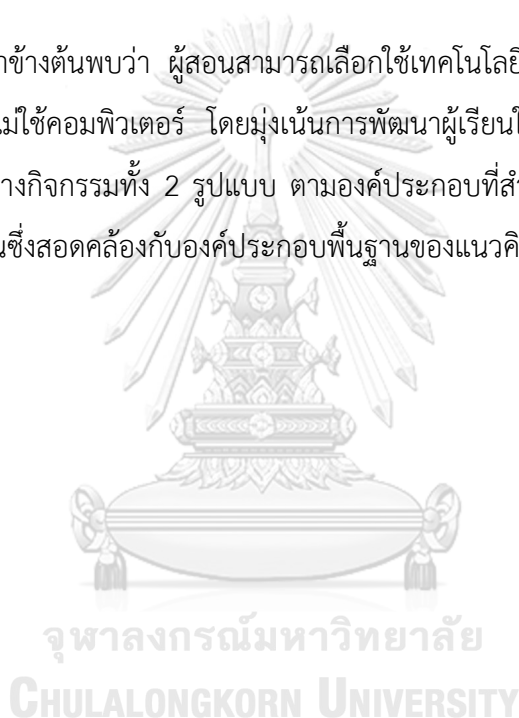 าข้างต้นพบว่า ผู้สอนสามารถเลือกใช้เทคโนโลยี
ม่ใช้คอมพิวเตอร์ โดยมุ่งเน้นการพัฒนาผู้เรียนใ
างกิจกรรมทั้ง 2 รูปแบบ ตามองค์ประกอบที่สำ
นซึ่งสอดคล้องกับองค์ประกอบพื้นฐานของแนวคิ
จุฬาลงกรณ์มหาวิทยาลัย
CHULALONGKORN UNIVERSITY